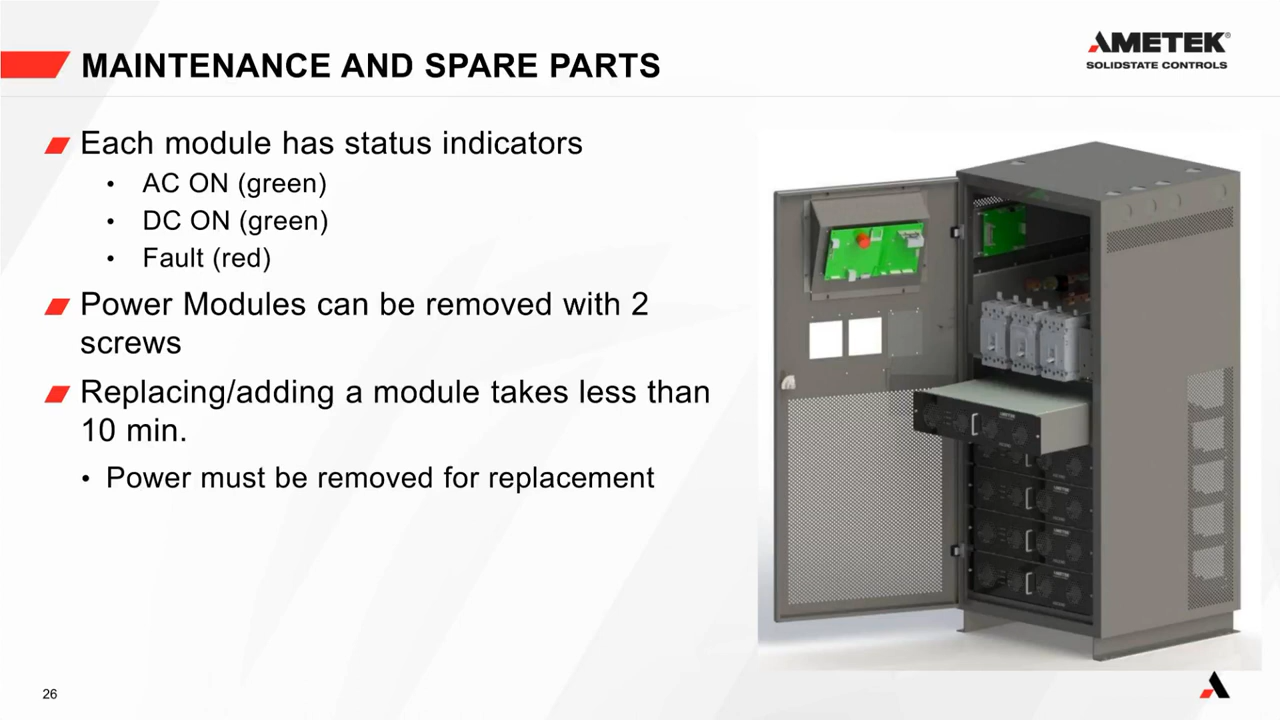 MAINTENANCE AND SPARE PARTS
AMETEK®
SOLIDSTATE CONTROLS
Each module has status indicators
• AC ON (green)
• DC ON (green)
• Fault (red)
Power Modules can be removed with 2
screws
Replacing/adding a module takes less than
10 min.
• Power must be removed for replacement
26